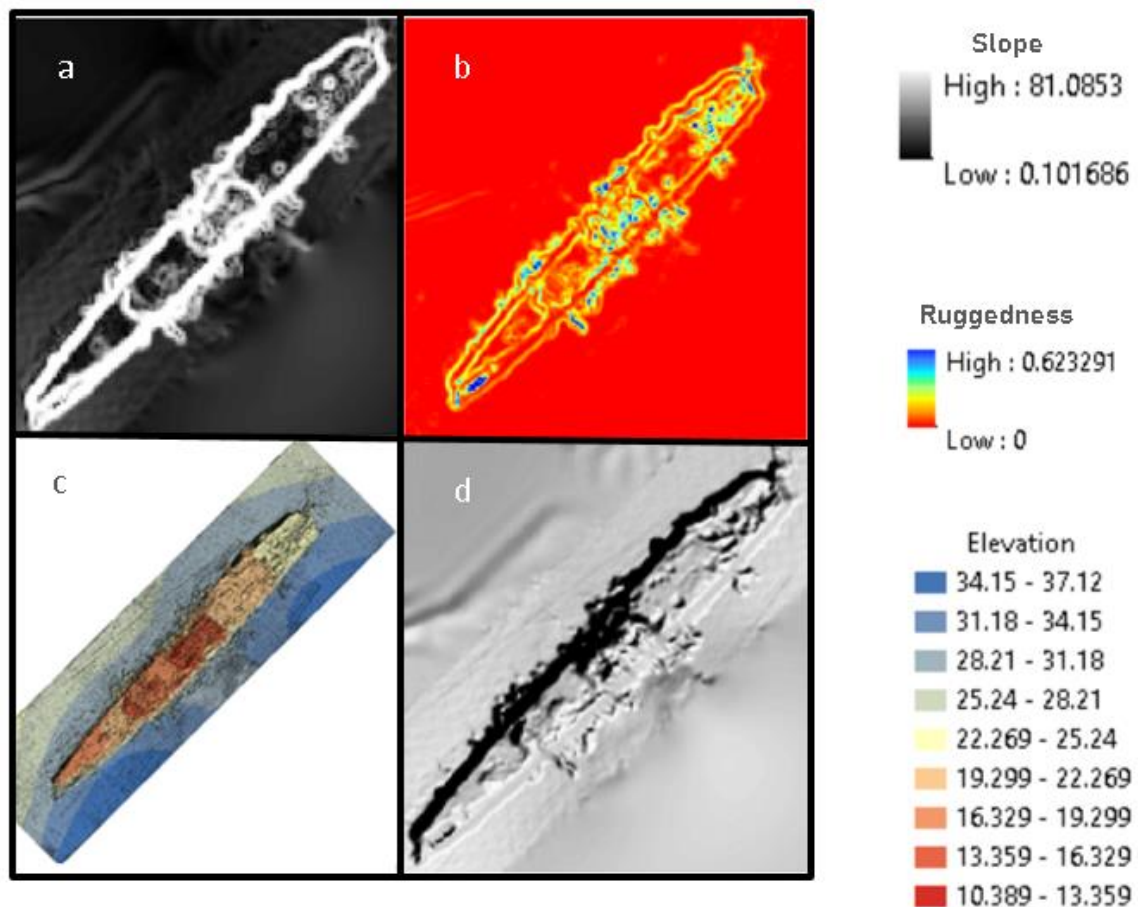 a
b
c
d
Slope
High : 81.0853
Low : 0.101686
Ruggedness
High : 0.623291
Low : 0
Elevation
34.15 - 37.12
31.18 - 34.15
28.21 - 31.18
25.24 - 28.21
22.269 - 25.24
19.299 - 22.269
16.329 - 19.299
13.359 - 16.329
10.389 - 13.359